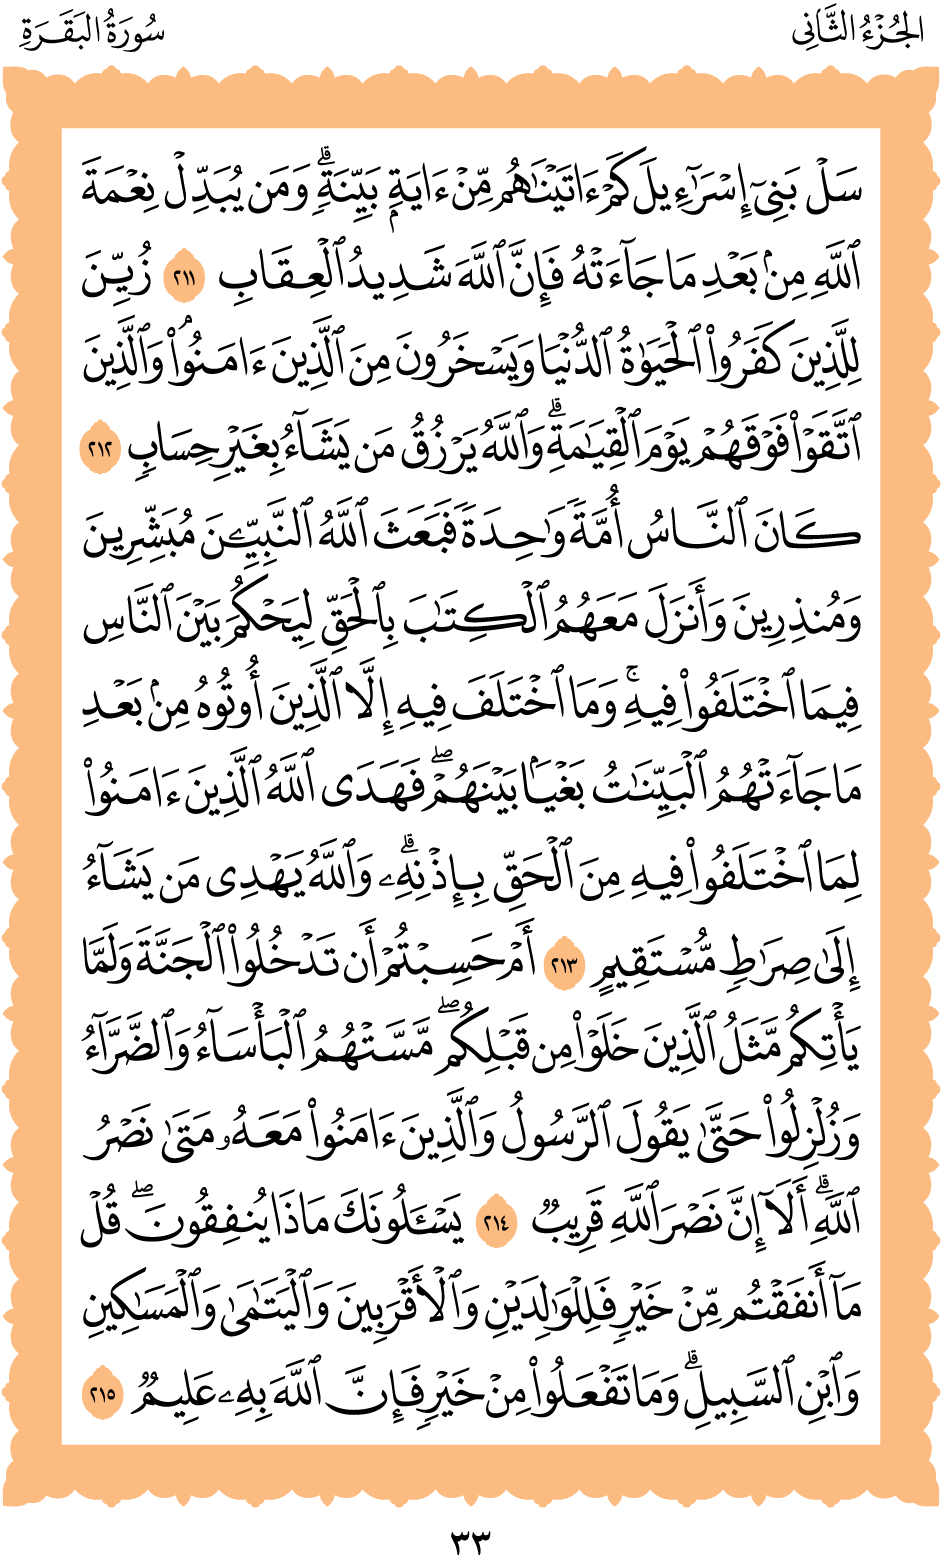 الجُزْءُ الثَّانِي
سُورَةُ البَقَرَةِ
سَلۡ بَنِيٓ إِسۡرَٰٓءِيلَ كَمۡ ءَاتَيۡنَٰهُم مِّنۡ ءَايَةِۭ بَيِّنَةٖۗ وَمَن يُبَدِّلۡ نِعۡمَةَ
ٱللَّهِ مِنۢ بَعۡدِ مَا جَآءَتۡهُ فَإِنَّ ٱللَّهَ شَدِيدُ ٱلۡعِقَابِ ٢١١ زُيِّنَ
لِلَّذِينَ كَفَرُواْ ٱلۡحَيَوٰةُ ٱلدُّنۡيَا وَيَسۡخَرُونَ مِنَ ٱلَّذِينَ ءَامَنُواْۘ وَٱلَّذِينَ
ٱتَّقَوۡاْ فَوۡقَهُمۡ يَوۡمَ ٱلۡقِيَٰمَةِۗ وَٱللَّهُ يَرۡزُقُ مَن يَشَآءُ بِغَيۡرِ حِسَابٖ ٢١٢
كَانَ ٱلنَّاسُ أُمَّةٗ وَٰحِدَةٗ فَبَعَثَ ٱللَّهُ ٱلنَّبِيِّـۧنَ مُبَشِّرِينَ
وَمُنذِرِينَ وَأَنزَلَ مَعَهُمُ ٱلۡكِتَٰبَ بِٱلۡحَقِّ لِيَحۡكُمَ بَيۡنَ ٱلنَّاسِ
فِيمَا ٱخۡتَلَفُواْ فِيهِۚ وَمَا ٱخۡتَلَفَ فِيهِ إِلَّا ٱلَّذِينَ أُوتُوهُ مِنۢ بَعۡدِ
مَا جَآءَتۡهُمُ ٱلۡبَيِّنَٰتُ بَغۡيَۢا بَيۡنَهُمۡۖ فَهَدَى ٱللَّهُ ٱلَّذِينَ ءَامَنُواْ
لِمَا ٱخۡتَلَفُواْ فِيهِ مِنَ ٱلۡحَقِّ بِإِذۡنِهِۦۗ وَٱللَّهُ يَهۡدِي مَن يَشَآءُ
إِلَىٰ صِرَٰطٖ مُّسۡتَقِيمٍ ٢١٣ أَمۡ حَسِبۡتُمۡ أَن تَدۡخُلُواْ ٱلۡجَنَّةَ وَلَمَّا
يَأۡتِكُم مَّثَلُ ٱلَّذِينَ خَلَوۡاْ مِن قَبۡلِكُمۖ مَّسَّتۡهُمُ ٱلۡبَأۡسَآءُ وَٱلضَّرَّآءُ
وَزُلۡزِلُواْ حَتَّىٰ يَقُولَ ٱلرَّسُولُ وَٱلَّذِينَ ءَامَنُواْ مَعَهُۥ مَتَىٰ نَصۡرُ
ٱللَّهِۗ أَلَآ إِنَّ نَصۡرَ ٱللَّهِ قَرِيبٞ ٢١٤ يَسۡـَٔلُونَكَ مَاذَا يُنفِقُونَۖ قُلۡ
مَآ أَنفَقۡتُم مِّنۡ خَيۡرٖ فَلِلۡوَٰلِدَيۡنِ وَٱلۡأَقۡرَبِينَ وَٱلۡيَتَٰمَىٰ وَٱلۡمَسَٰكِينِ
وَٱبۡنِ ٱلسَّبِيلِۗ وَمَا تَفۡعَلُواْ مِنۡ خَيۡرٖ فَإِنَّ ٱللَّهَ بِهِۦ عَلِيمٞ ٢١٥
٣٣